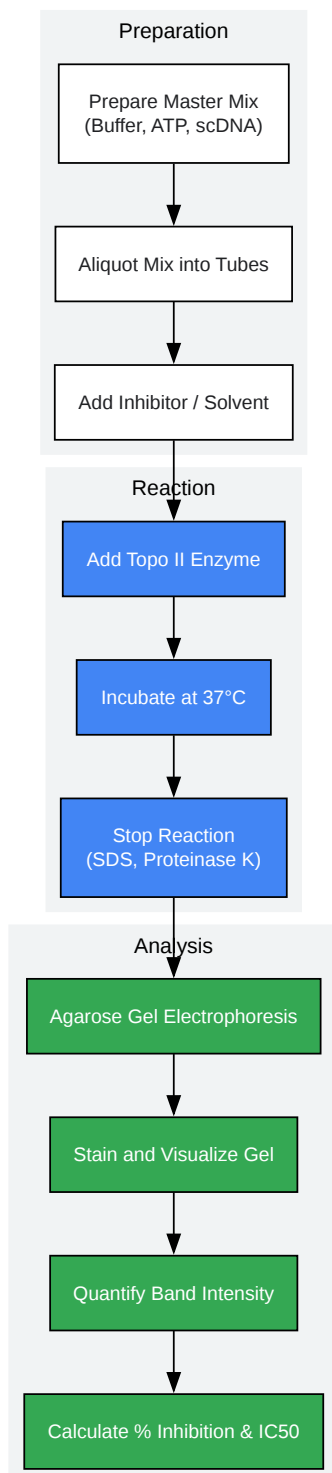 Preparation
Prepare Master Mix
(Buffer, ATP, scDNA)
Aliquot Mix into Tubes
Add Inhibitor / Solvent
Reaction
Add Topo II Enzyme
Incubate at 37°C
Stop Reaction
(SDS, Proteinase K)
Analysis
Agarose Gel Electrophoresis
Stain and Visualize Gel
Quantify Band Intensity
Calculate % Inhibition & IC50